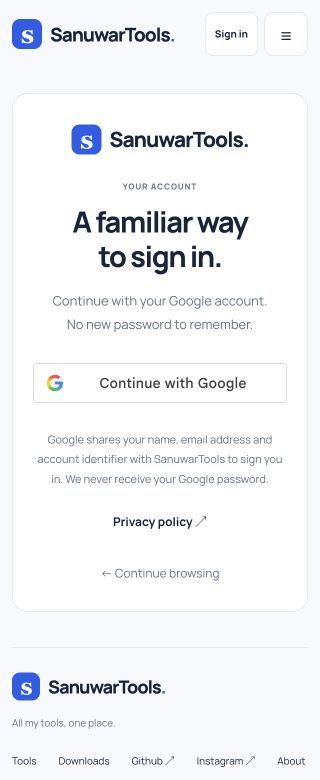 S SanuwarTools.
Sign in
S SanuwarTools.
YOUR ACCOUNT
A familiar way
to sign in.
Continue with your Google account.
No new password to remember.
Continue with Google
Google shares your name, email address and
account identifier with SanuwarTools to sign you
in. We never receive your Google password.
Privacy policy ↗
← Continue browsing
S SanuwarTools.
All my tools, one place.
Tools Downloads Github ↗ Instagram ↗ About